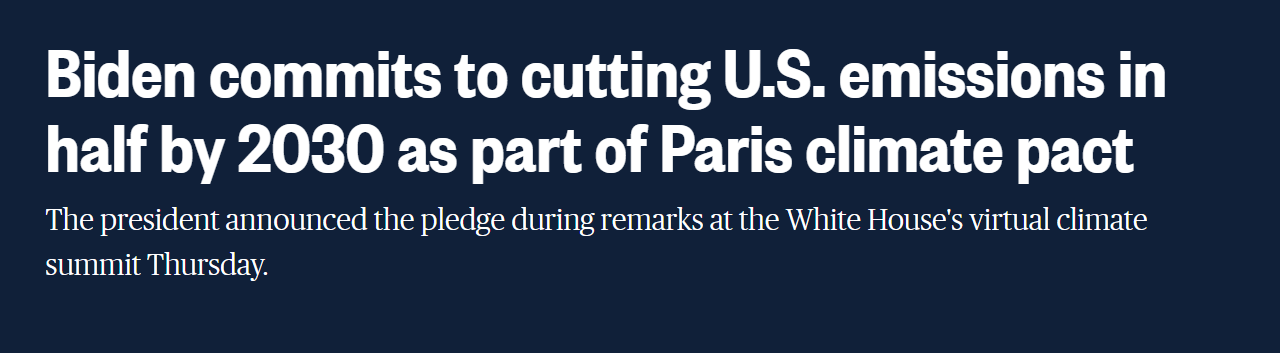 Biden commits to cutting U.S. emissions in
half by 2030 as part of Paris climate pact
The president announced the pledge during remarks at the White House's virtual climate
summit Thursday.